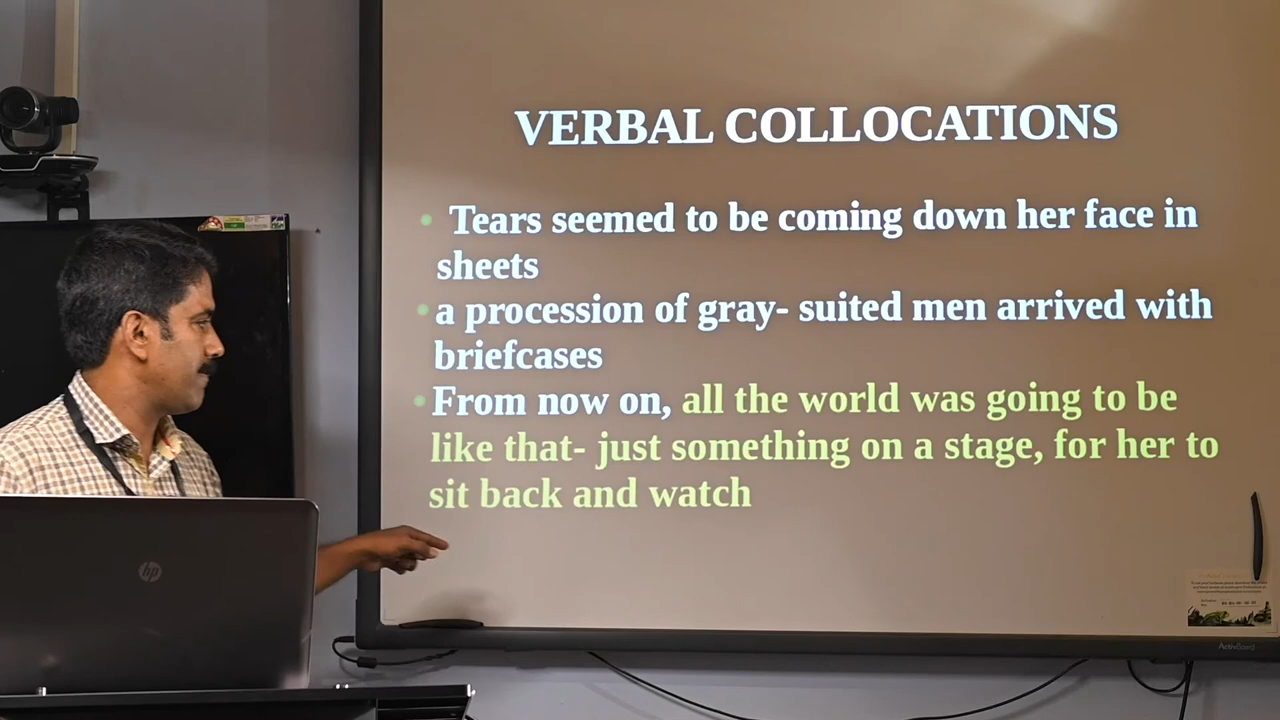 VERBAL COLLOCATIONS
• Tears seemed to be coming down her face in
sheets
• a procession of gray- suited men arrived with
briefcases
• From now on, all the world was going to be
like that- just something on a stage, for her to
sit back and watch
hp
ActivBoard